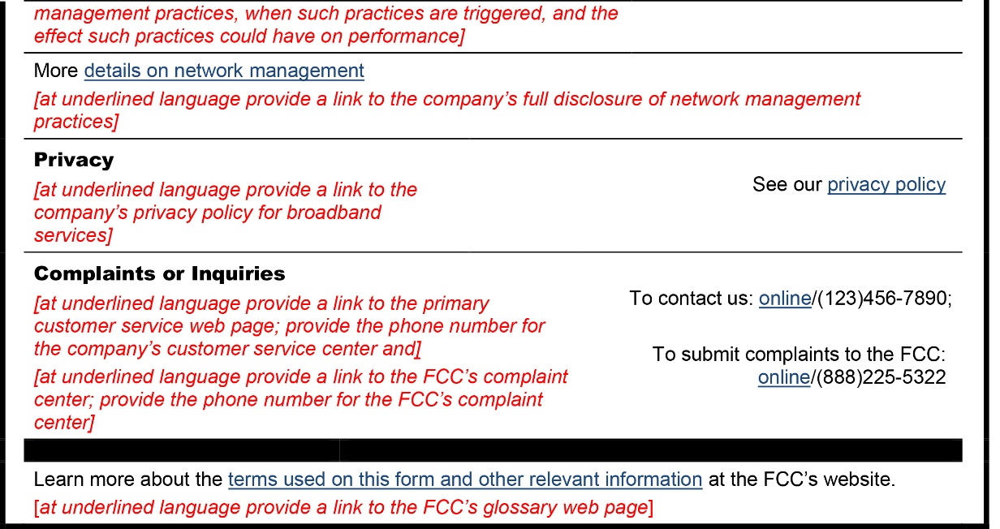 management practices, when such practices are triggered, and the
effect such practices could have on performance]
More details on network management
[at underlined language provide a link to the company’s full disclosure of network management
practices]
Privacy
[at underlined language provide a link to the
company’s privacy policy for broadband
services]
See our privacy policy
Complaints or Inquiries
[at underlined language provide a link to the primary
customer service web page; provide the phone number for
the company’s customer service center and]
[at underlined language provide a link to the FCC’s complaint
center; provide the phone number for the FCC’s complaint
center]
To contact us: online/(123)456-7890;
To submit complaints to the FCC:
online/(888)225-5322
Learn more about the terms used on this form and other relevant information at the FCC’s website.
[at underlined language provide a link to the FCC’s glossary web page]